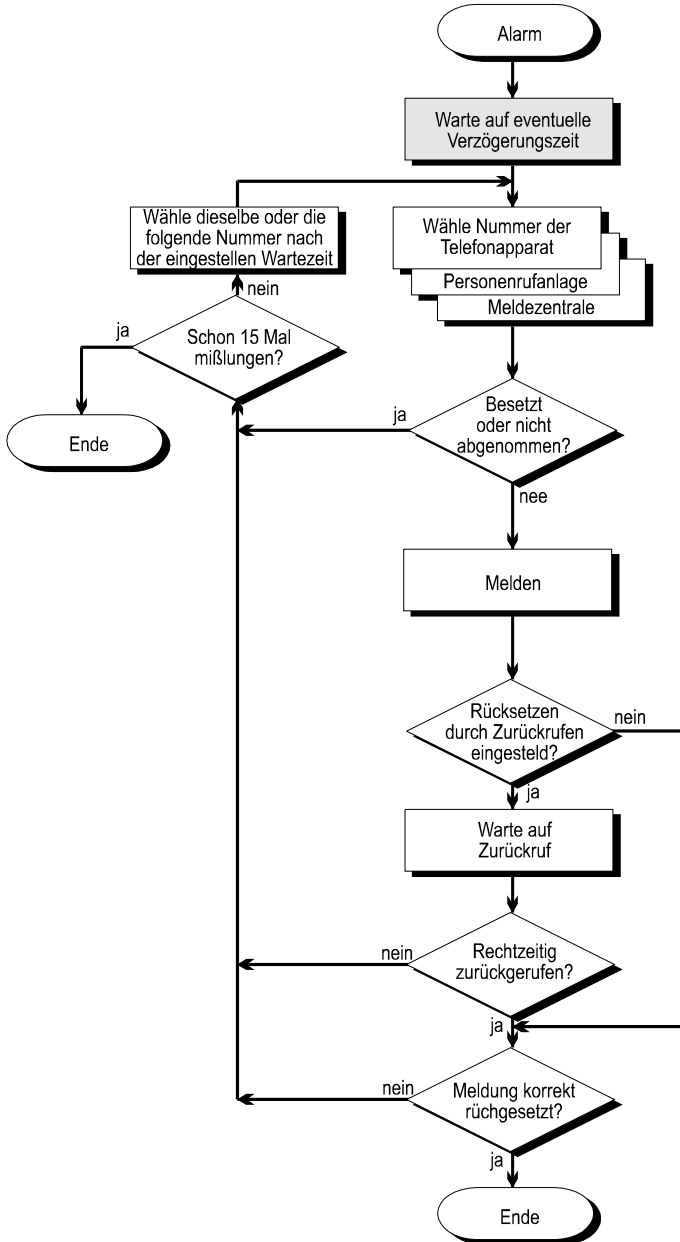 Alarm
Warte auf eventuelle
Verzögerungszeit
Wähle dieselbe oder die
folgende Nummer nach
der eingestellen Wartezeit
Wähle Nummer der
Telefonapparat
Personenrufanlage
Meldezentrale
nein
ja
Schon 15 Mal
mißlungen?
Ende
ja
Besetzt
oder nicht
abgenommen?
nee
Melden
Rücksetzen
durch Zurückrufen
eingesteld?
nein
ja
Warte auf
Zurückruf
nein
Rechtzeitig
zurückgerufen?
ja
nein
Meldung korrekt
rüchgesetzt?
ja
Ende